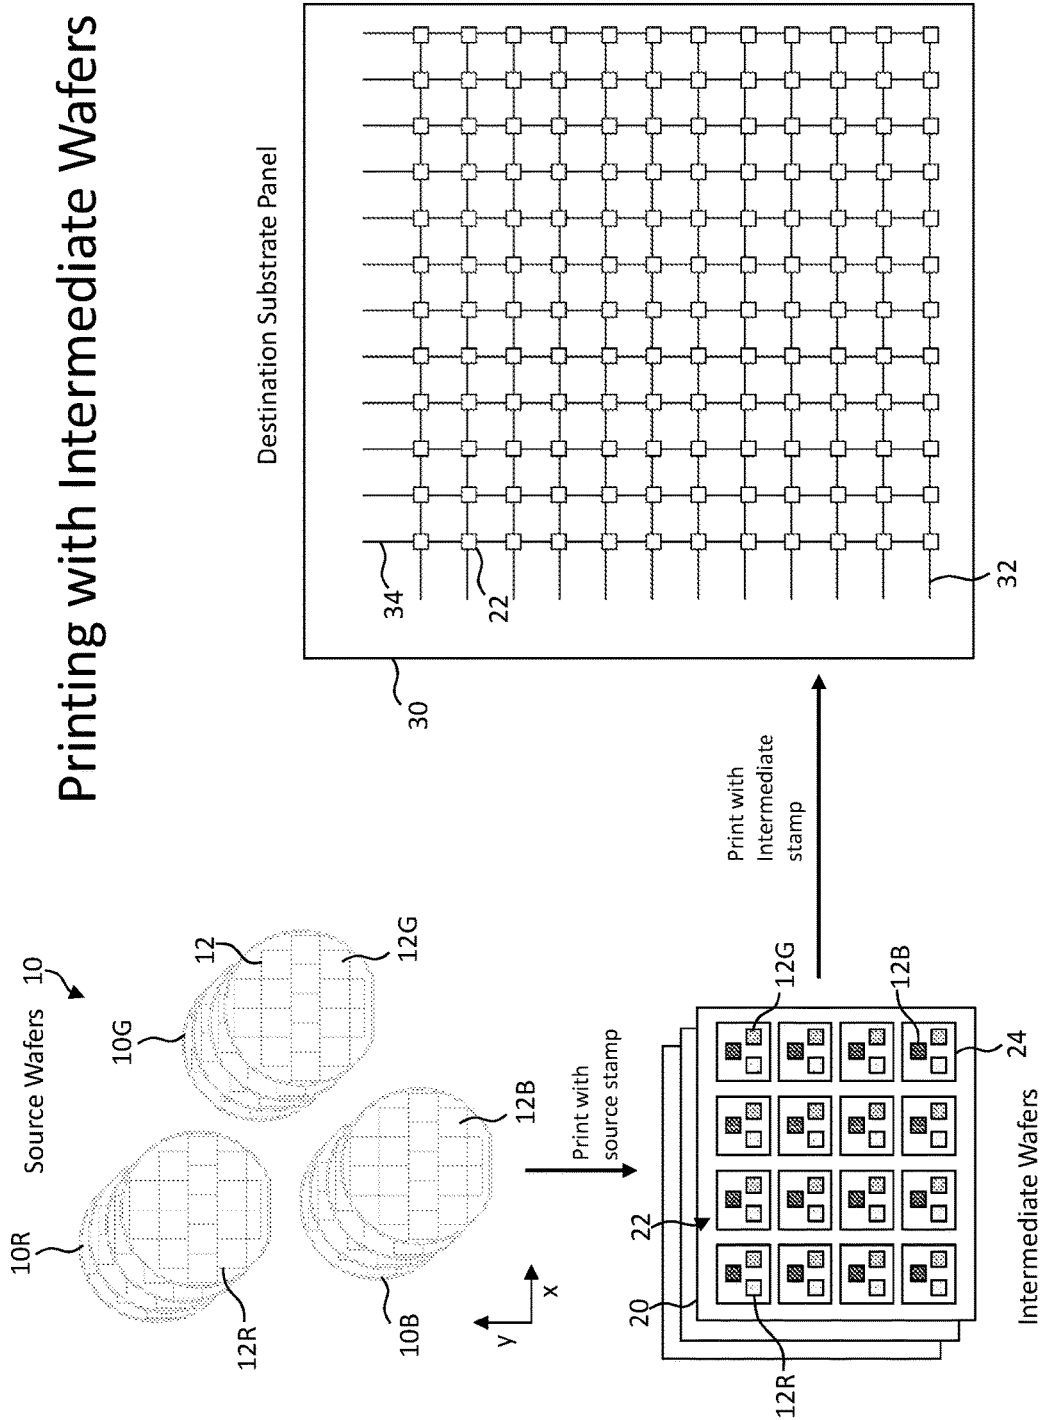 Printing with Intermediate Wafers
Source Wafers 10
10R
10G
12
12G
12R
10B
12B
y
x
Print with
source stamp
20
22
12G
12B
12R
24
Intermediate Wafers
Print with
Intermediate
stamp
Destination Substrate Panel
30
34
22
32